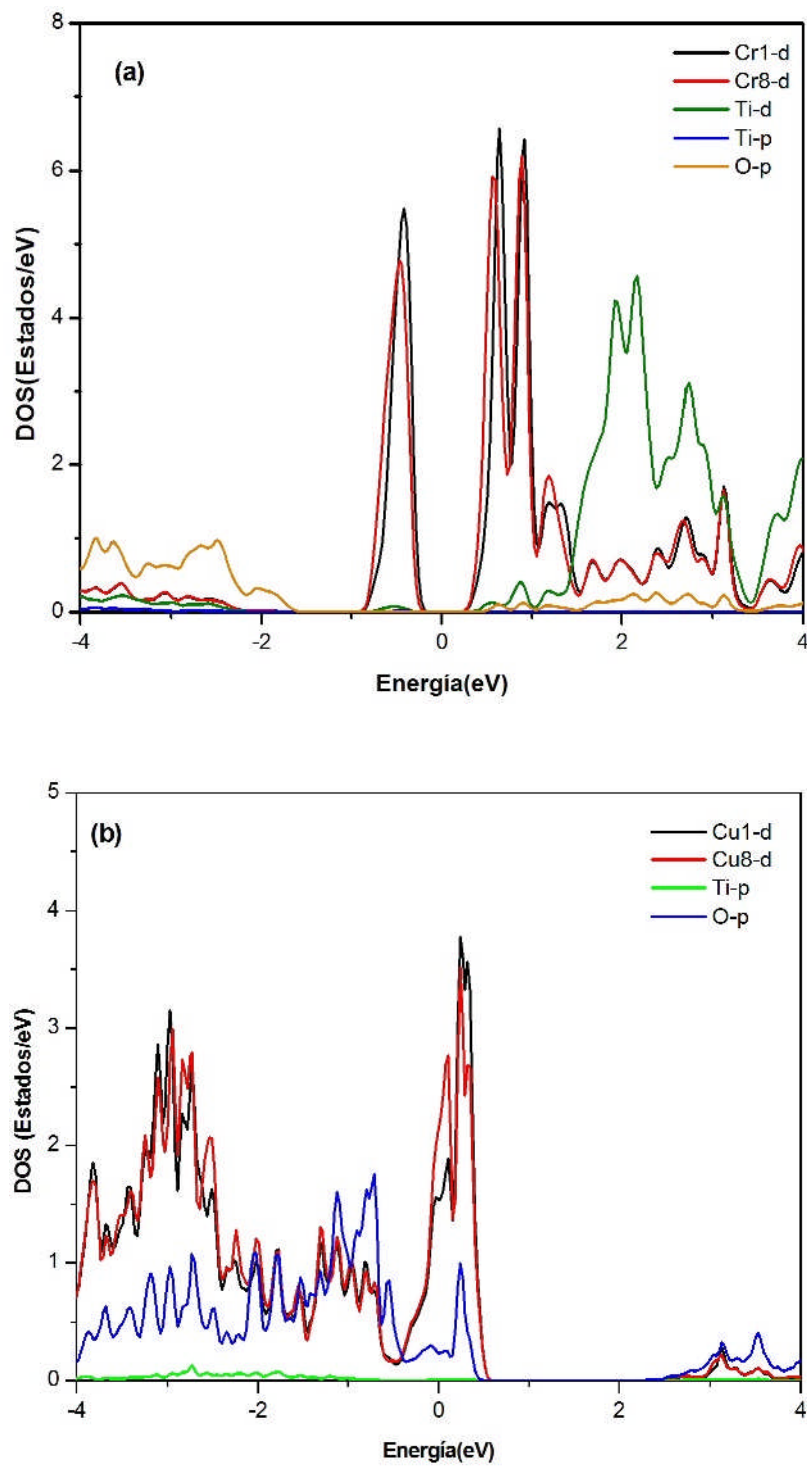 (a)
Cr1-d
Cr8-d
Ti-d
Ti-p
O-p
8
6
4
2
0
DOS(Estados/eV)
-4
-2
0
2
4
Energía(eV)
(b)
Cu1-d
Cu8-d
Ti-p
O-p
5
4
3
2
1
0
DOS (Estados/eV)
-4
-2
0
2
4
Energía(eV)